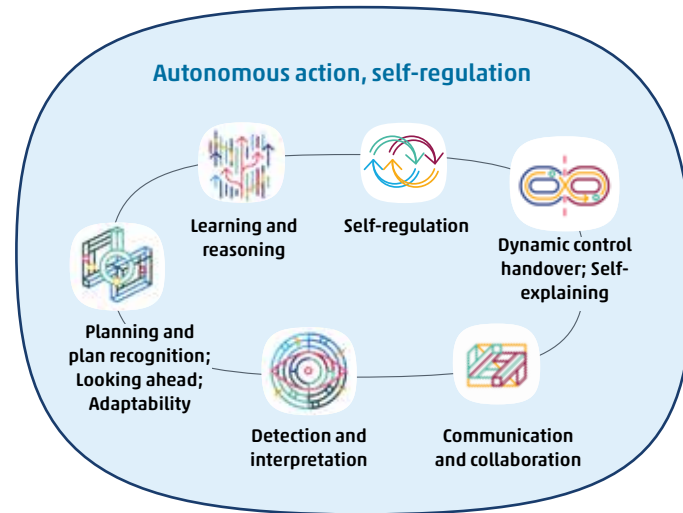 Autonomous action, self-regulation
Learning and
reasoning
Self-regulation
Dynamic control
handover; Self-
explaining
Planning and
plan recognition;
Looking ahead;
Adaptability
Detection and
interpretation
Communication
and collaboration